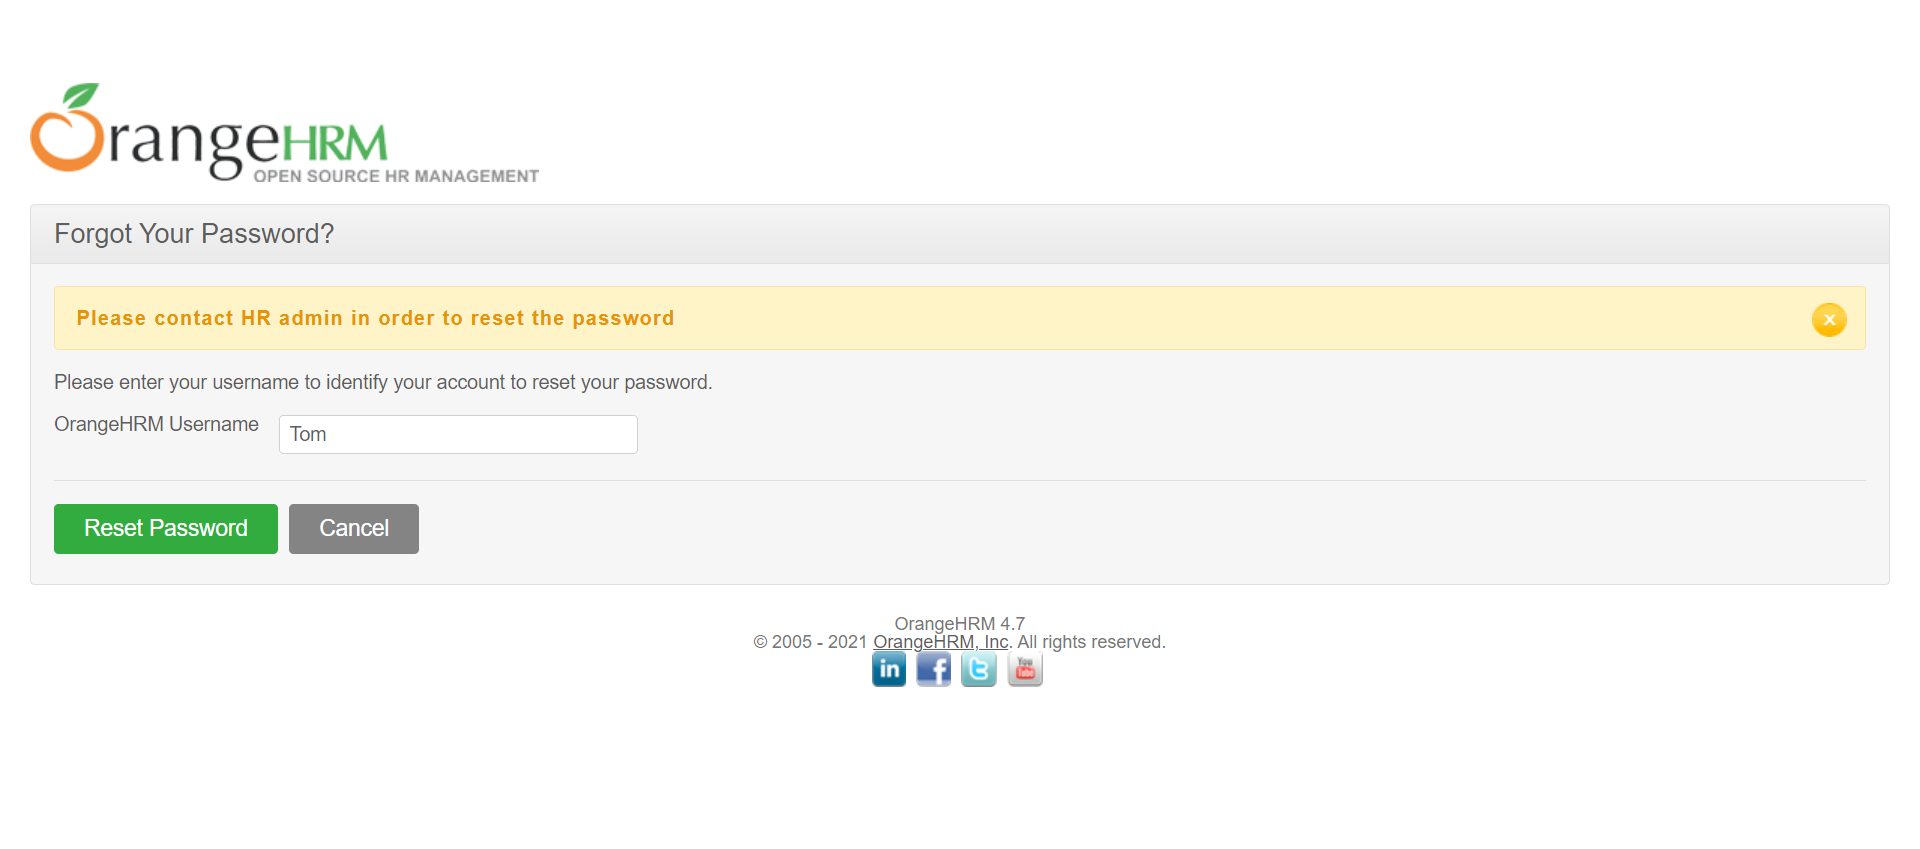 OrangeHRM
OPEN SOURCE HR MANAGEMENT
Forgot Your Password?
Please contact HR admin in order to reset the password
x
Please enter your username to identify your account to reset your password.
OrangeHRM Username
Tom
Reset Password
Cancel
OrangeHRM 4.7
© 2005 - 2021 OrangeHRM, Inc. All rights reserved.
in f t You Tube